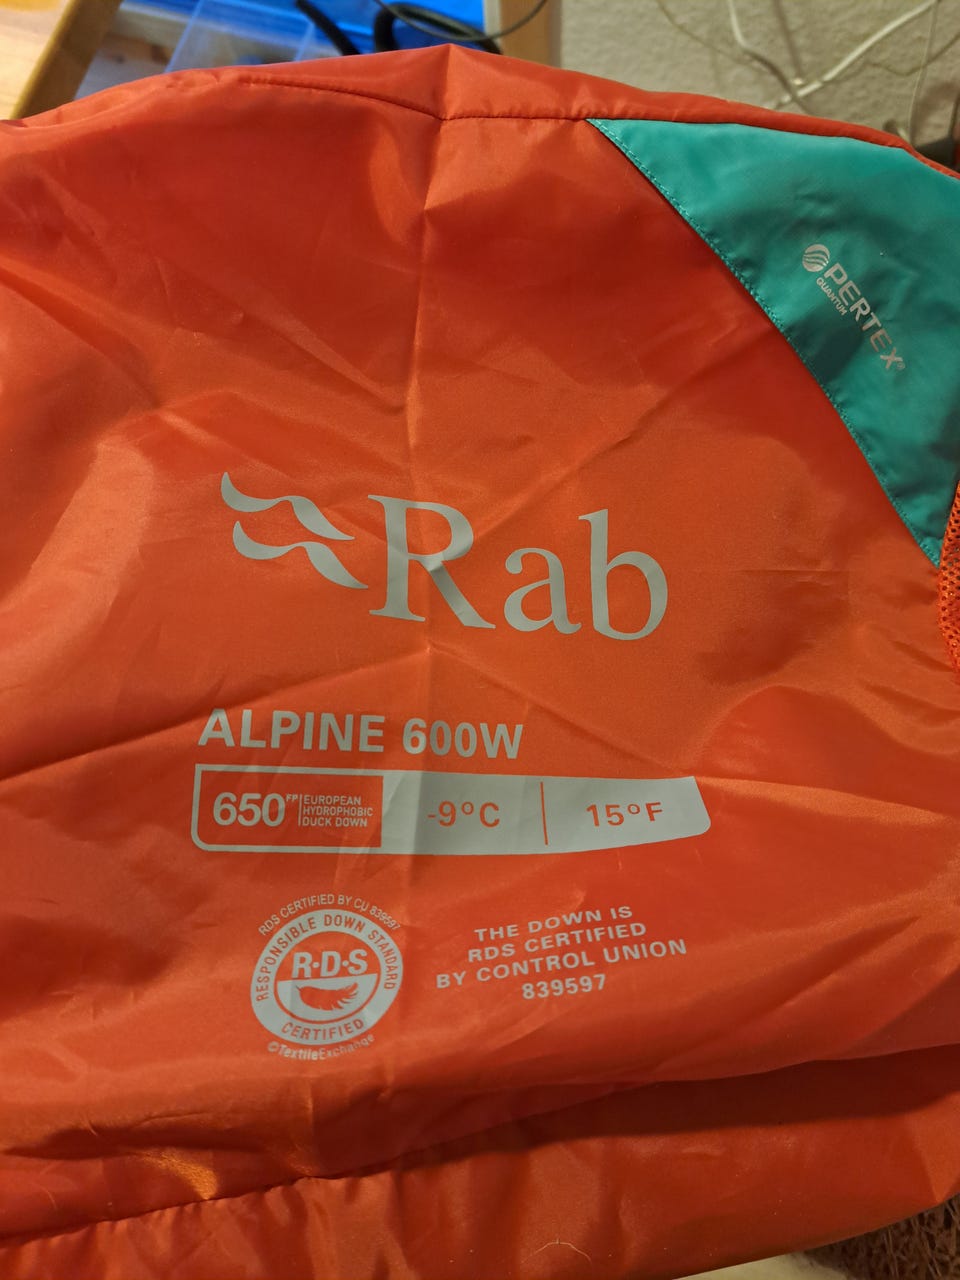 PERTEX®
QUANTUM
Rab
ALPINE 600W
650FP
EUROPEAN
HYDROPHOBIC
DUCK DOWN
-9°C
15°F
RDS CERTIFIED BY CU 839597
RESPONSIBLE DOWN STANDARD
R·D·S
CERTIFIED
©TextileExchange
THE DOWN IS
RDS CERTIFIED
BY CONTROL UNION
839597